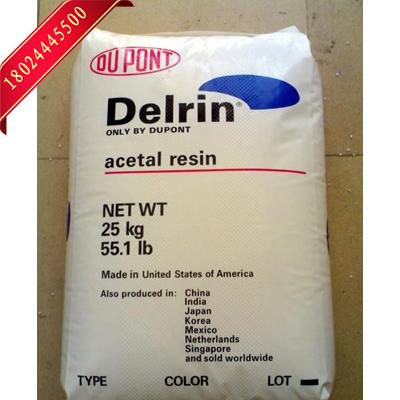 18024445500
DU PONT
Delrin®
ONLY BY DUPONT
acetal resin
NET WT
25 kg
55.1 lb
Made in United States of America
Also produced in: China
India
Japan
Korea
Mexico
Netherlands
Singapore
and sold worldwide
TYPE COLOR LOT